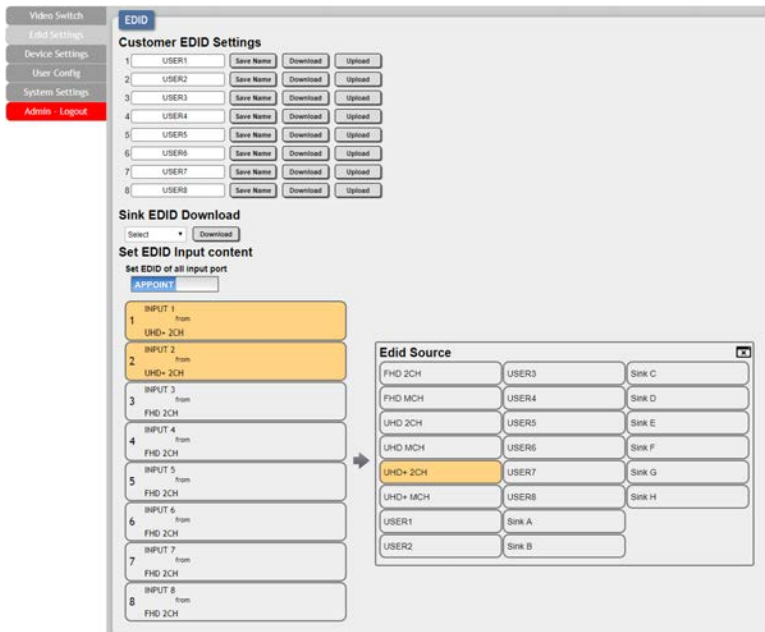 Video Switch
Edid Settings
Device Settings
User Config
System Settings
Admin - Logout
EDID
Customer EDID Settings
1 USER1 Save Name Download Upload
2 USER2 Save Name Download Upload
3 USER3 Save Name Download Upload
4 USER4 Save Name Download Upload
5 USER5 Save Name Download Upload
6 USER6 Save Name Download Upload
7 USER7 Save Name Download Upload
8 USER8 Save Name Download Upload
Sink EDID Download
Select Download
Set EDID Input content
Set EDID of all input port
APPOINT
INPUT 1
1 from
UHD+ 2CH
INPUT 2
2 from
UHD+ 2CH
INPUT 3
3 from
FHD 2CH
INPUT 4
4 from
FHD 2CH
INPUT 5
5 from
FHD 2CH
INPUT 6
6 from
FHD 2CH
INPUT 7
7 from
FHD 2CH
INPUT 8
8 from
FHD 2CH
Edid Source
FHD 2CH USER3 Sink C
FHD MCH USER4 Sink D
UHD 2CH USER5 Sink E
UHD MCH USER6 Sink F
UHD+ 2CH USER7 Sink G
UHD+ MCH USER8 Sink H
USER1 Sink A
USER2 Sink B